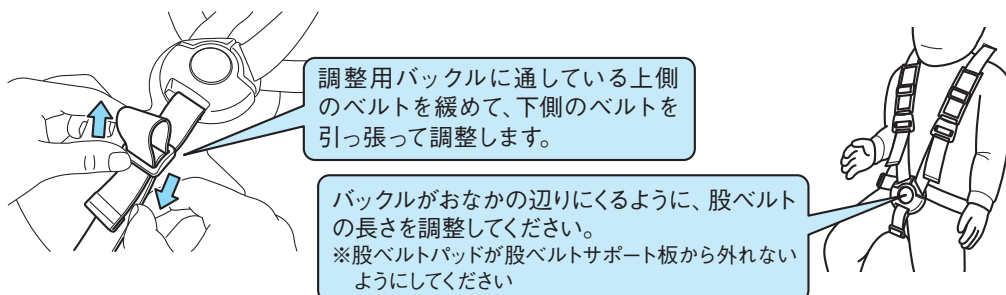 調整用バックルに通している上側
のベルトを緩めて、下側のベルトを
引っ張って調整します。
バックルがおなかの辺りにくるように、股ベルト
の長さを調整してください。
※股ベルトパッドが股ベルトサポート板から外れない
ようにしてください